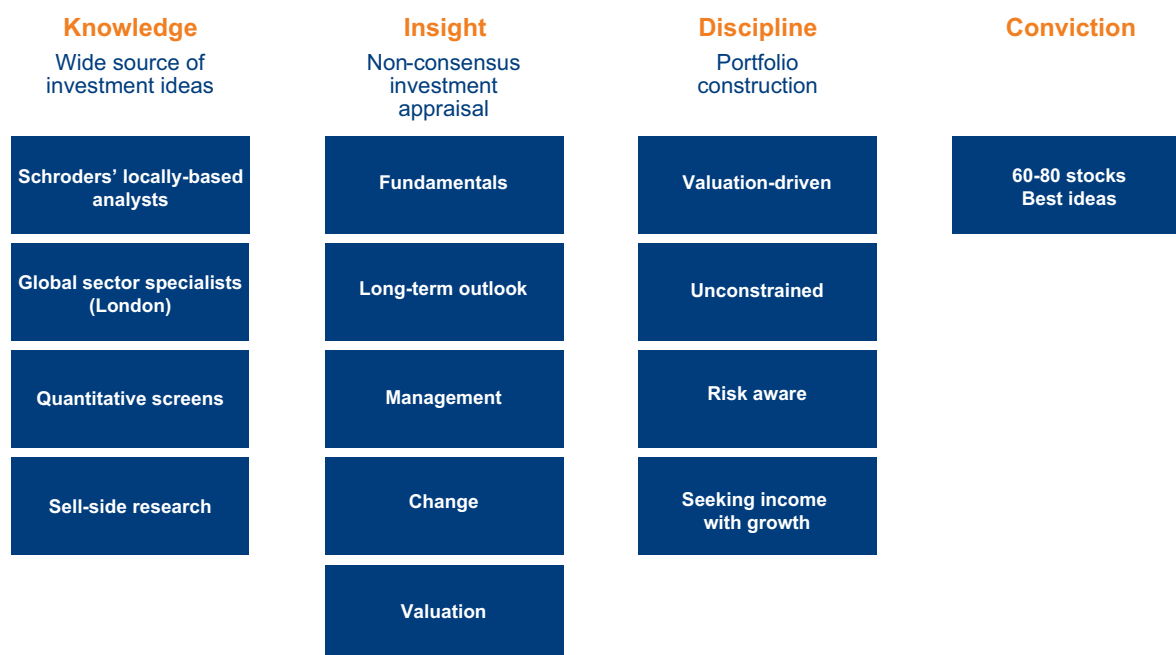 Knowledge
Wide source of
investment ideas
Schroders’ locally-based
analysts
Global sector specialists
(London)
Quantitative screens
Sell-side research
Insight
Non-consensus
investment
appraisal
Fundamentals
Long-term outlook
Management
Change
Valuation
Discipline
Portfolio
construction
Valuation-driven
Unconstrained
Risk aware
Seeking income
with growth
Conviction
60-80 stocks
Best ideas